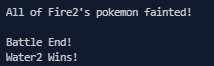 All of Fire2's pokemon fainted!
Battle End!
Water2 Wins!